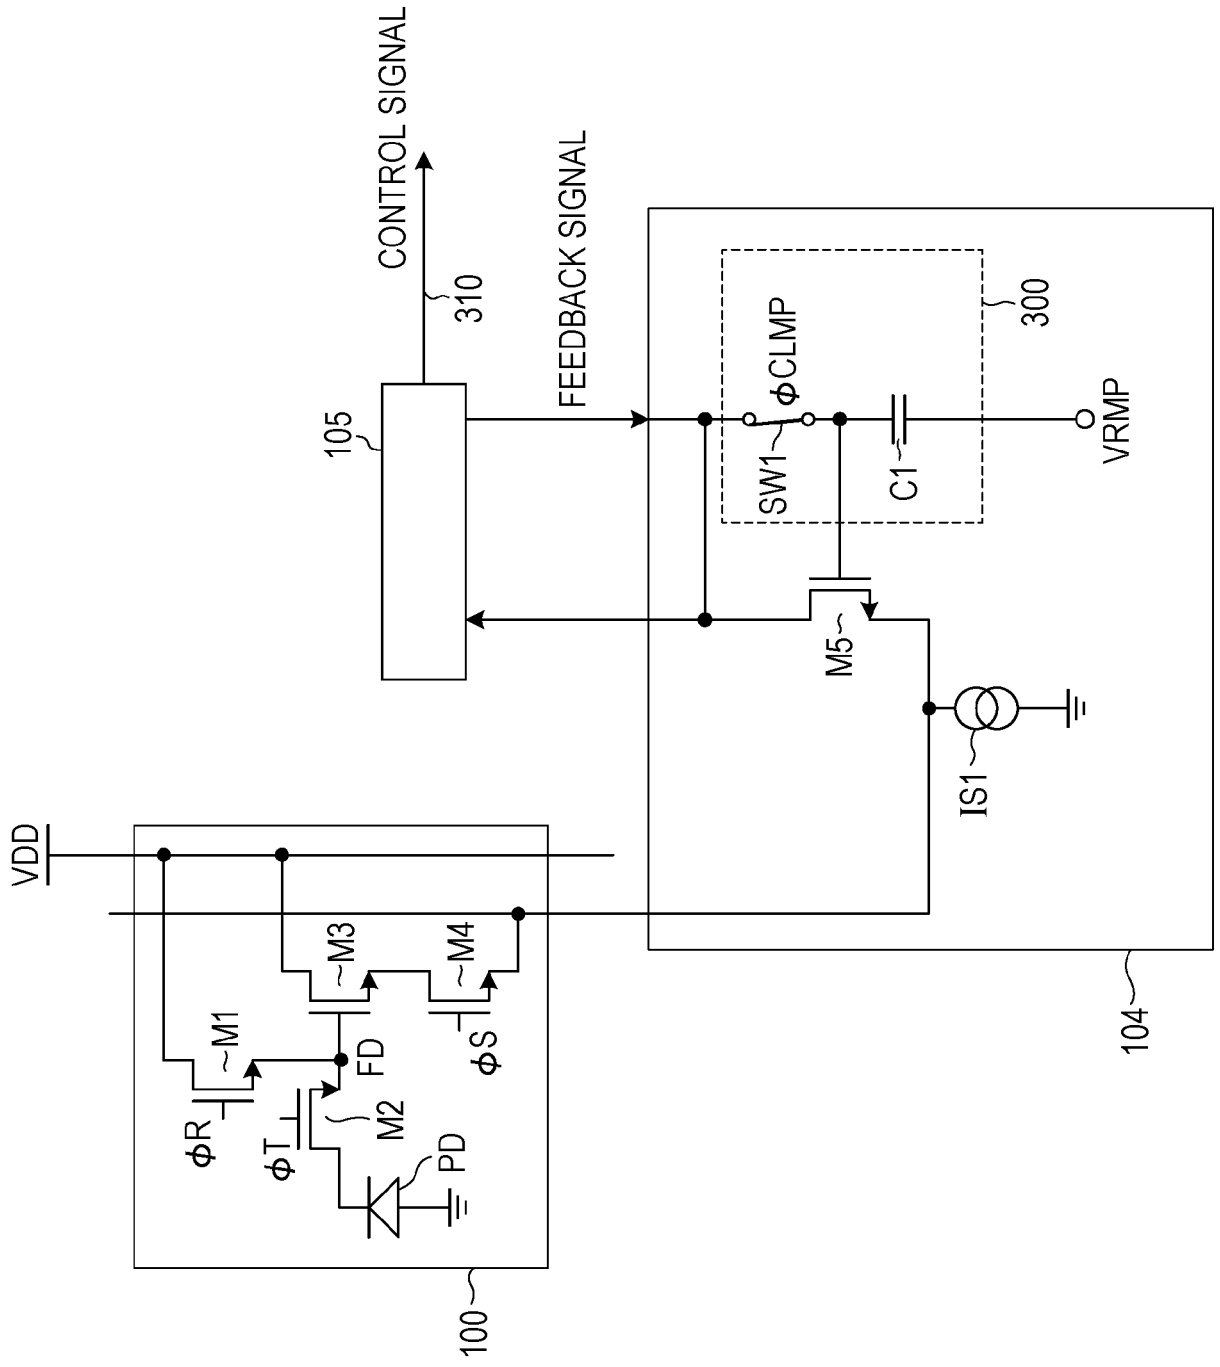 VDD
100
ϕR
M1
ϕT
M2
PD
FD
M3
ϕS
M4
105
310
CONTROL SIGNAL
FEEDBACK SIGNAL
104
300
ϕCLMP
SW1
C1
VRMP
M5
IS1